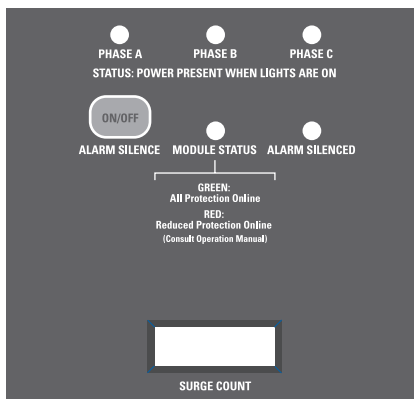 PHASE A PHASE B PHASE C
STATUS: POWER PRESENT WHEN LIGHTS ARE ON
ON/OFF
ALARM SILENCE MODULE STATUS ALARM SILENCED
GREEN:
All Protection Online
RED:
Reduced Protection Online
(Consult Operation Manual)
SURGE COUNT